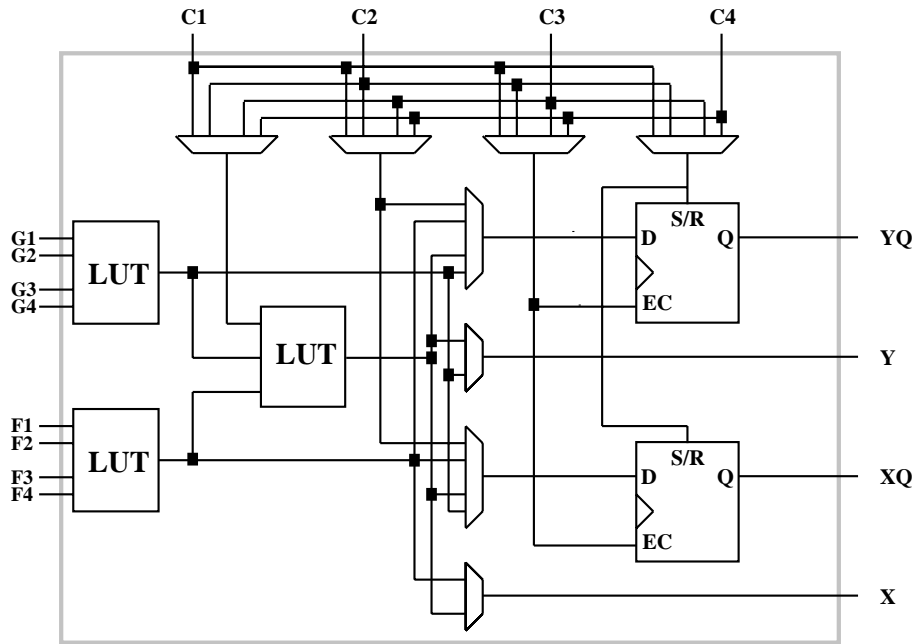 C1 C2 C3 C4
S/R
G1
G2
G3
G4
LUT
D Q YQ
EC
LUT
Y
F1
F2
F3
F4
LUT
S/R
D Q XQ
EC
X